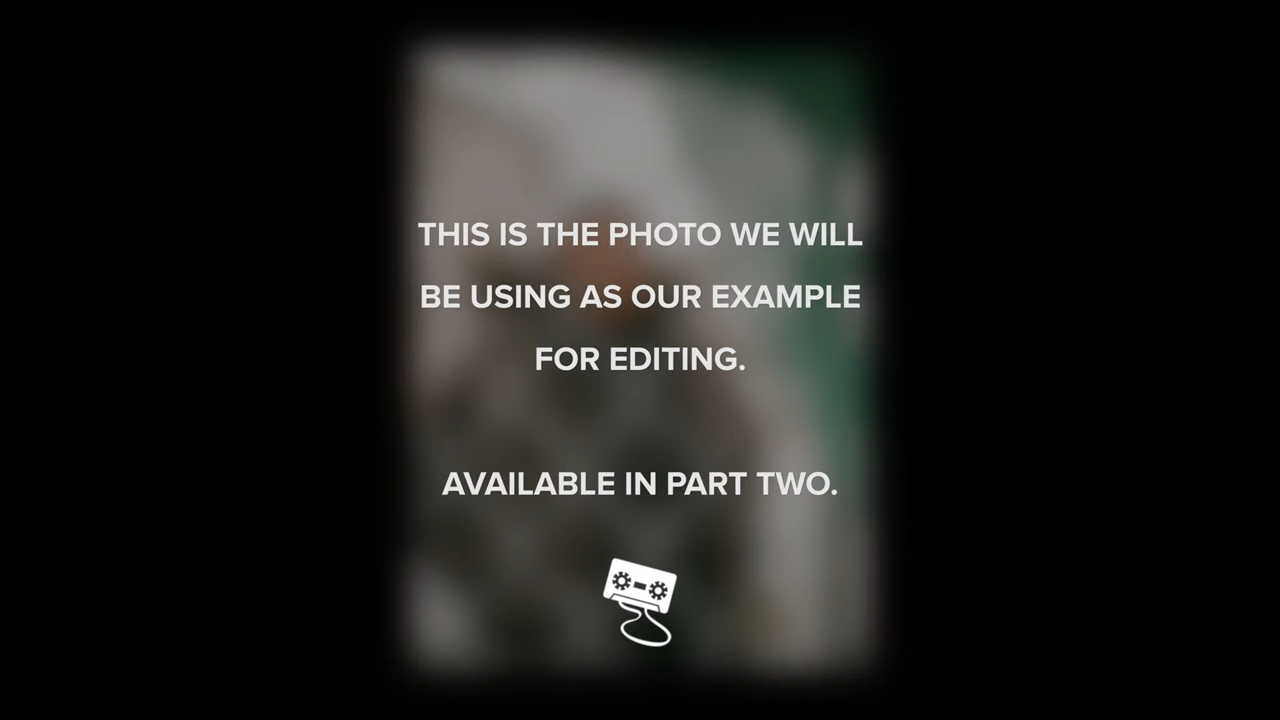 THIS IS THE PHOTO WE WILL
BE USING AS OUR EXAMPLE
FOR EDITING.
AVAILABLE IN PART TWO.